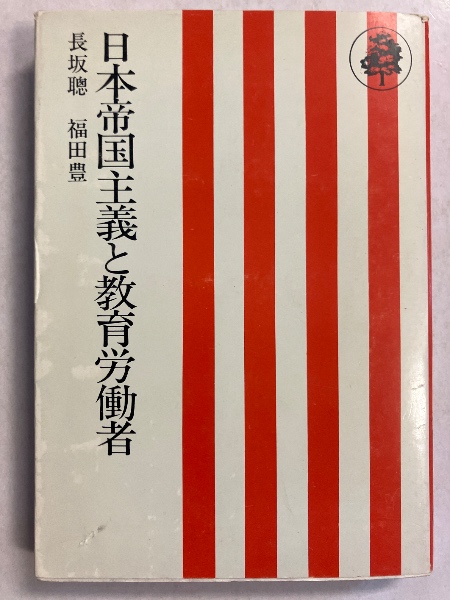 日本帝国主義と教育労働者
長坂聰 福田豊